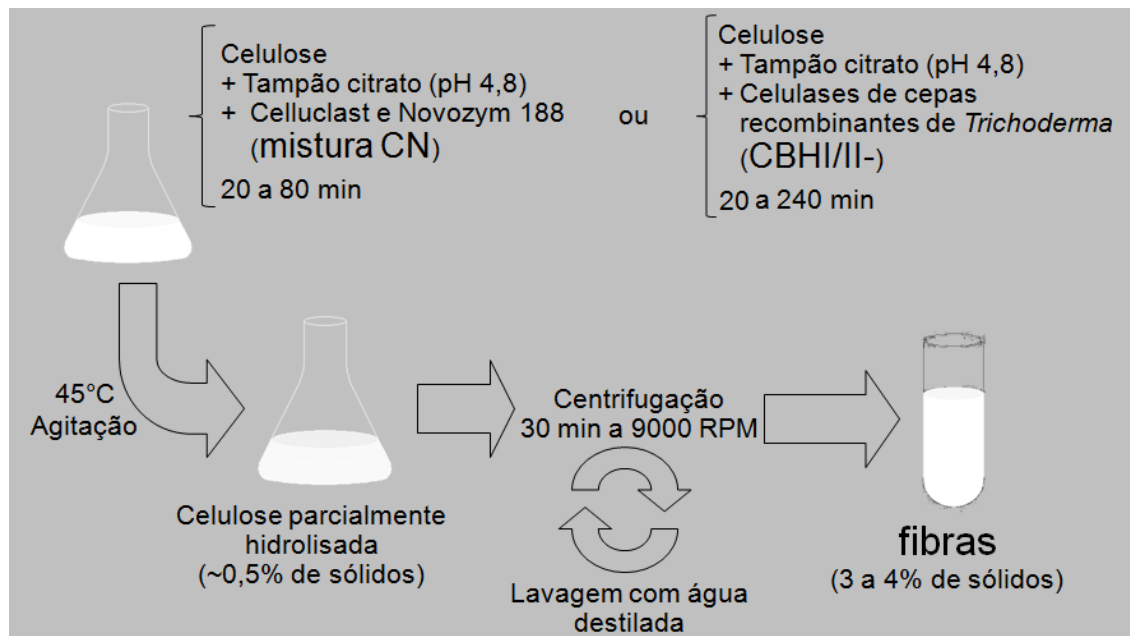 Celulose
+ Tampão citrato (pH 4,8)
+ Celluclast e Novozym 188
(mistura CN)
20 a 80 min
ou
Celulose
+ Tampão citrato (pH 4,8)
+ Celulases de cepas
recombinantes de Trichoderma
(CBHI/II-)
20 a 240 min
45°C
Agitação
Celulose parcialmente
hidrolisada
(~0,5% de sólidos)
Centrifugação
30 min a 9000 RPM
Lavagem com água
destilada
fibras
(3 a 4% de sólidos)